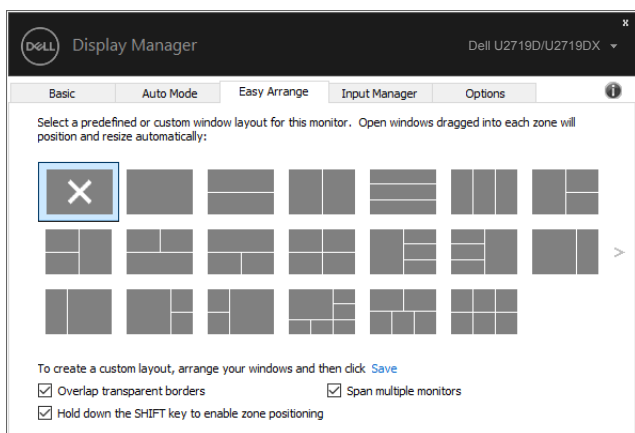 x
DELL Display Manager Dell U2719D/U2719DX
Basic Auto Mode Easy Arrange Input Manager Options i
Select a predefined or custom window layout for this monitor. Open windows dragged into each zone will
position and resize automatically:
>
To create a custom layout, arrange your windows and then click Save
Overlap transparent borders Span multiple monitors
Hold down the SHIFT key to enable zone positioning